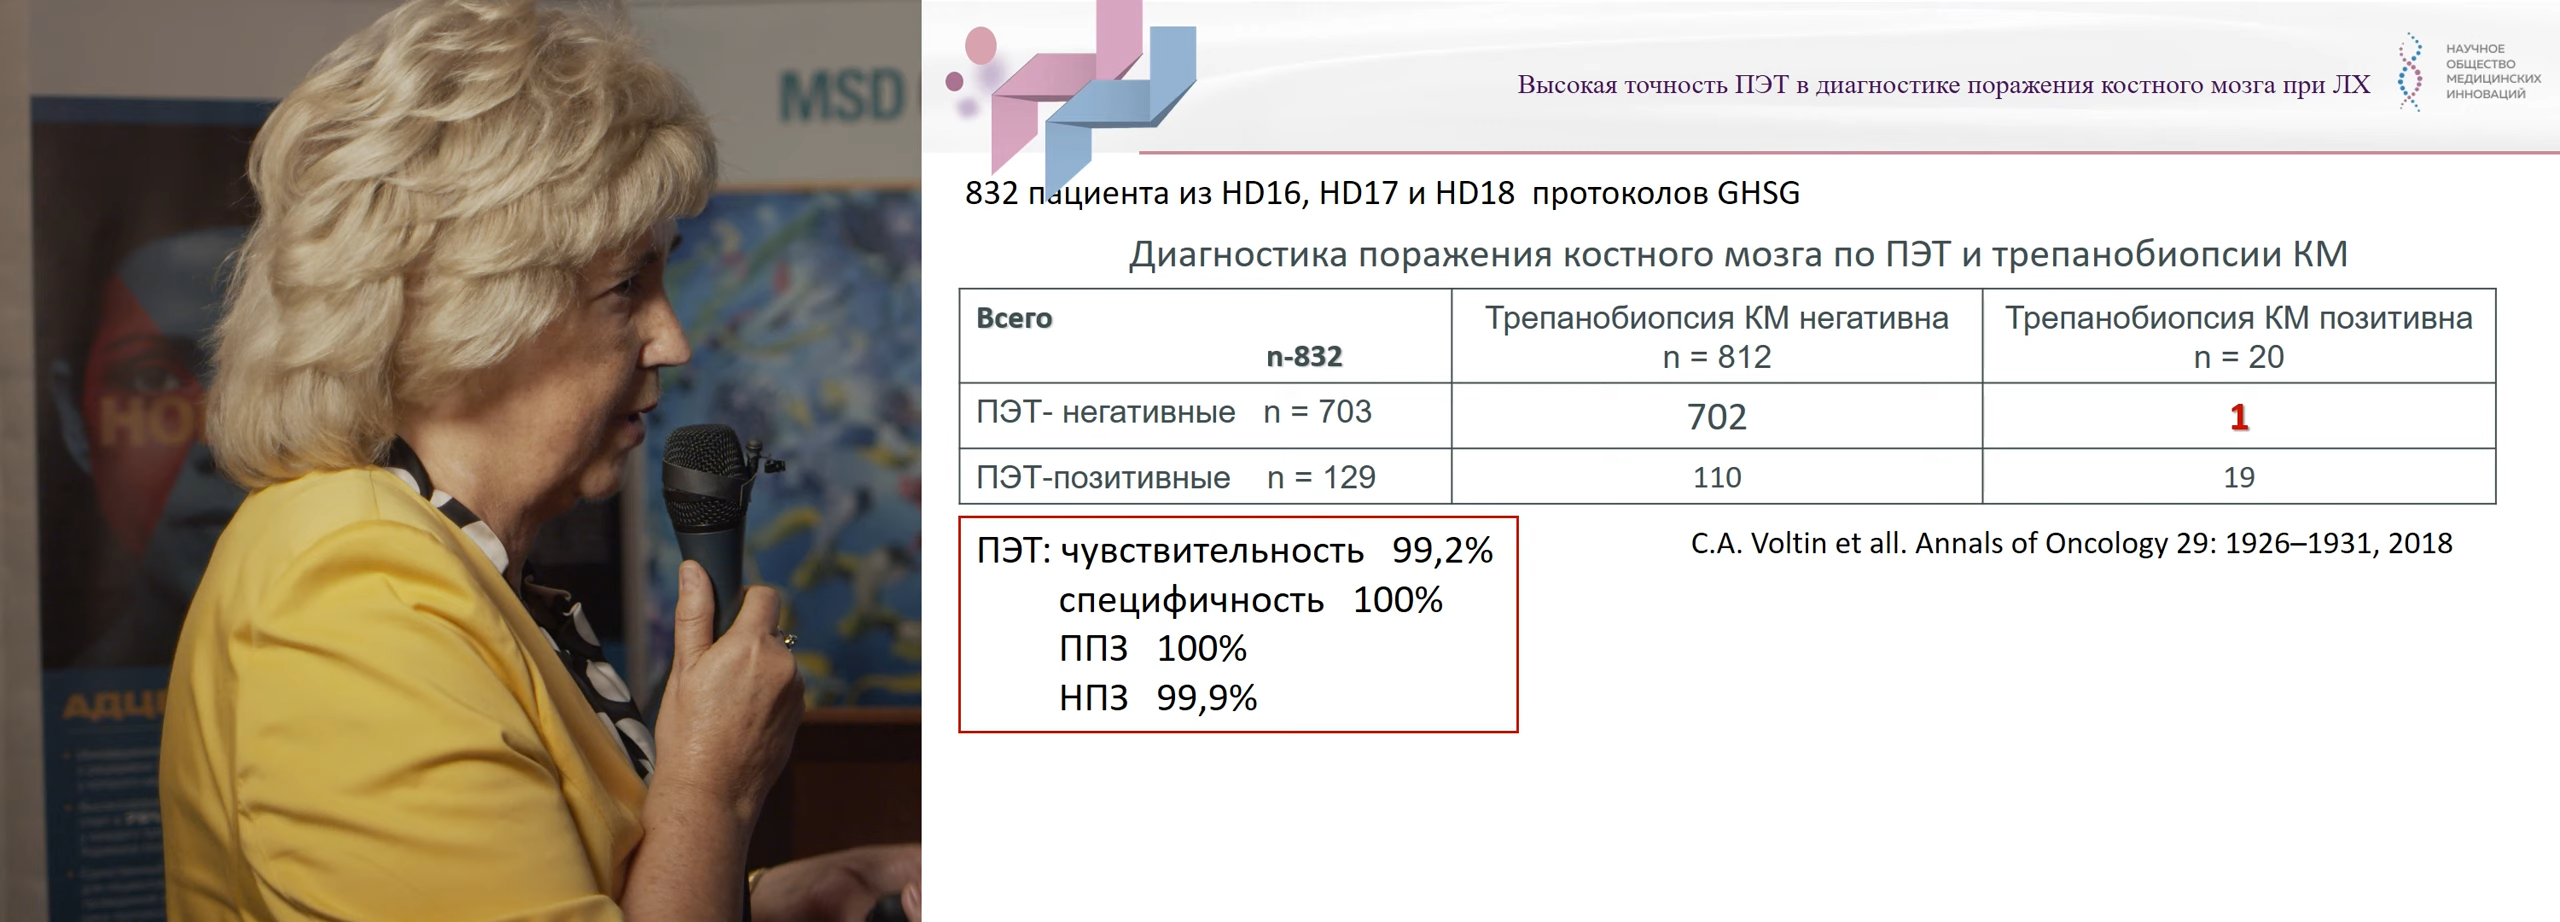 MSD
НО
АДЦ
Высокая точность ПЭТ в диагностике поражения костного мозга при ЛХ
НАУЧНОЕ
ОБЩЕСТВО
МЕДИЦИНСКИХ
ИННОВАЦИЙ
832 пациента из HD16, HD17 и HD18 протоколов GHSG
Диагностика поражения костного мозга по ПЭТ и трепанобиопсии КМ
Всего
n-832
Трепанобиопсия КМ негативна
n = 812
Трепанобиопсия КМ позитивна
n = 20
ПЭТ- негативные n = 703
702
1
ПЭТ-позитивные n = 129
110
19
ПЭТ: чувствительность 99,2%
специфичность 100%
ППЗ 100%
НПЗ 99,9%
C.A. Voltin et all. Annals of Oncology 29: 1926–1931, 2018